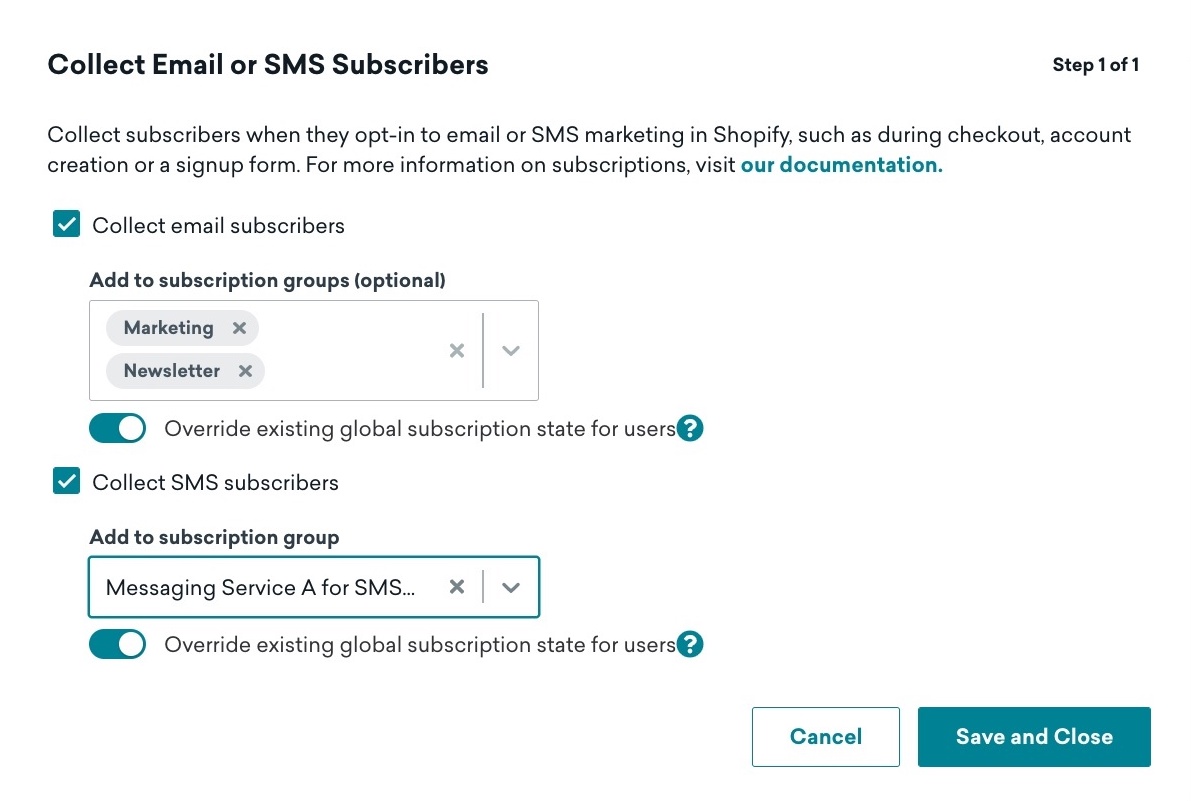 Collect Email or SMS Subscribers
Step 1 of 1
Collect subscribers when they opt-in to email or SMS marketing in Shopify, such as during checkout, account
creation or a signup form. For more information on subscriptions, visit our documentation.
Collect email subscribers
Add to subscription groups (optional)
Marketing
Newsletter
Override existing global subscription state for users
Collect SMS subscribers
Add to subscription group
Messaging Service A for SMS...
Override existing global subscription state for users
Cancel
Save and Close